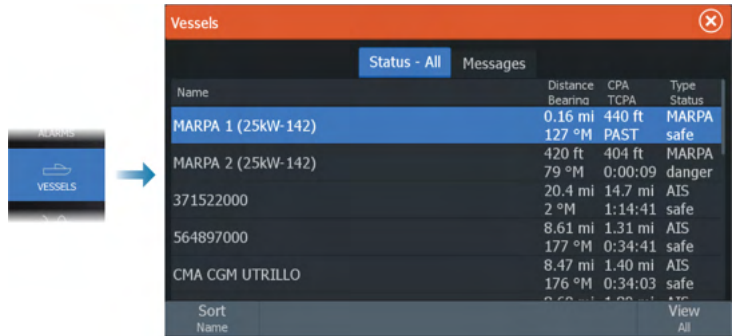 Vessels
Status - All Messages
Name Distance CPA Type
Bearing TCPA Status
MARPA 1 (25kW-142) 0.16 mi 440 ft MARPA
127 °M PAST safe
MARPA 2 (25kW-142) 420 ft 404 ft MARPA
79 °M 0:00:09 danger
371522000 20.4 mi 14.7 mi AIS
2 °M 1:14:41 safe
564897000 8.61 mi 1.31 mi AIS
177 °M 0:34:41 safe
CMA CGM UTRILLO 8.47 mi 1.40 mi AIS
176 °M 0:34:03 safe
Sort View
Name All
ALARMS
VESSELS